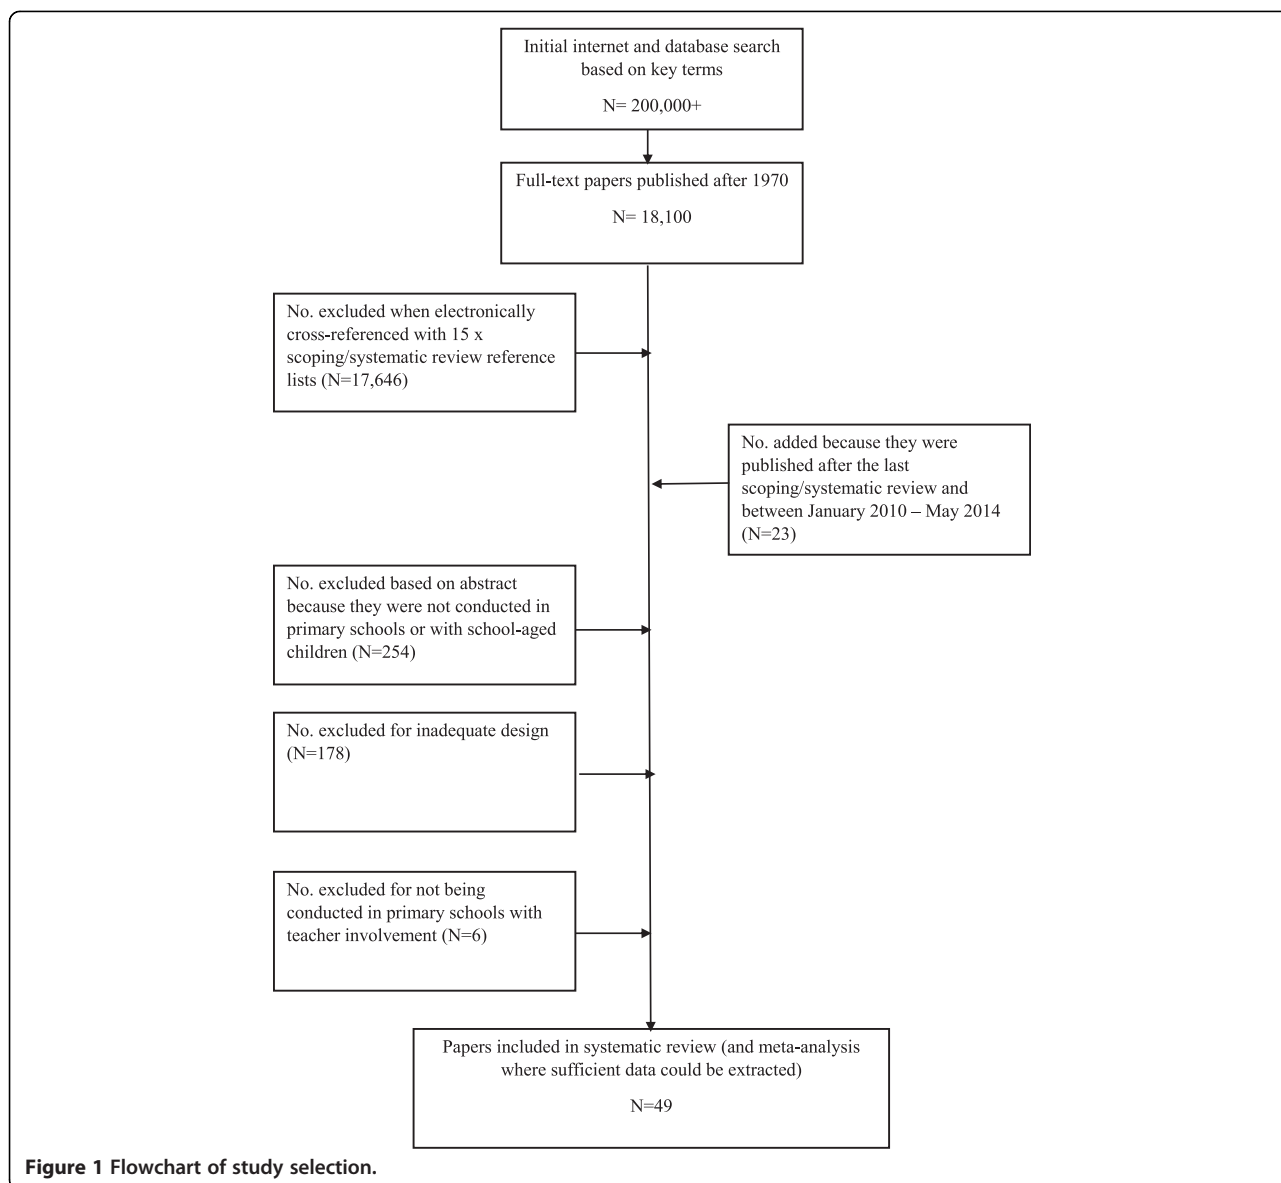 Initial internet and database search
based on key terms
N= 200,000+
Full-text papers published after 1970
N= 18,100
No. excluded when electronically
cross-referenced with 15 x
scoping/systematic review reference
lists (N=17,646)
No. added because they were
published after the last
scoping/systematic review and
between January 2010 – May 2014
(N=23)
No. excluded based on abstract
because they were not conducted in
primary schools or with school-aged
children (N=254)
No. excluded for inadequate design
(N=178)
No. excluded for not being
conducted in primary schools with
teacher involvement (N=6)
Papers included in systematic review (and meta-analysis
where sufficient data could be extracted)
N=49
Figure 1 Flowchart of study selection.